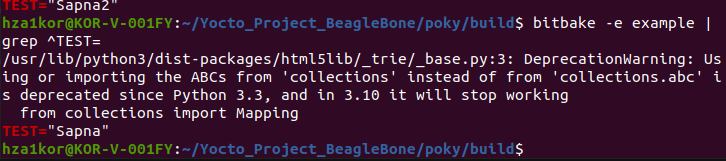 TEST="Sapna2"
hza1kor@KOR-V-001FY:~/Yocto_Project_BeagleBone/poky/build$ bitbake -e example |
grep ^TEST=
/usr/lib/python3/dist-packages/html5lib/_trie/_base.py:3: DeprecationWarning: Us
ing or importing the ABCs from 'collections' instead of from 'collections.abc' i
s deprecated since Python 3.3, and in 3.10 it will stop working
  from collections import Mapping
TEST="Sapna"
hza1kor@KOR-V-001FY:~/Yocto_Project_BeagleBone/poky/build$